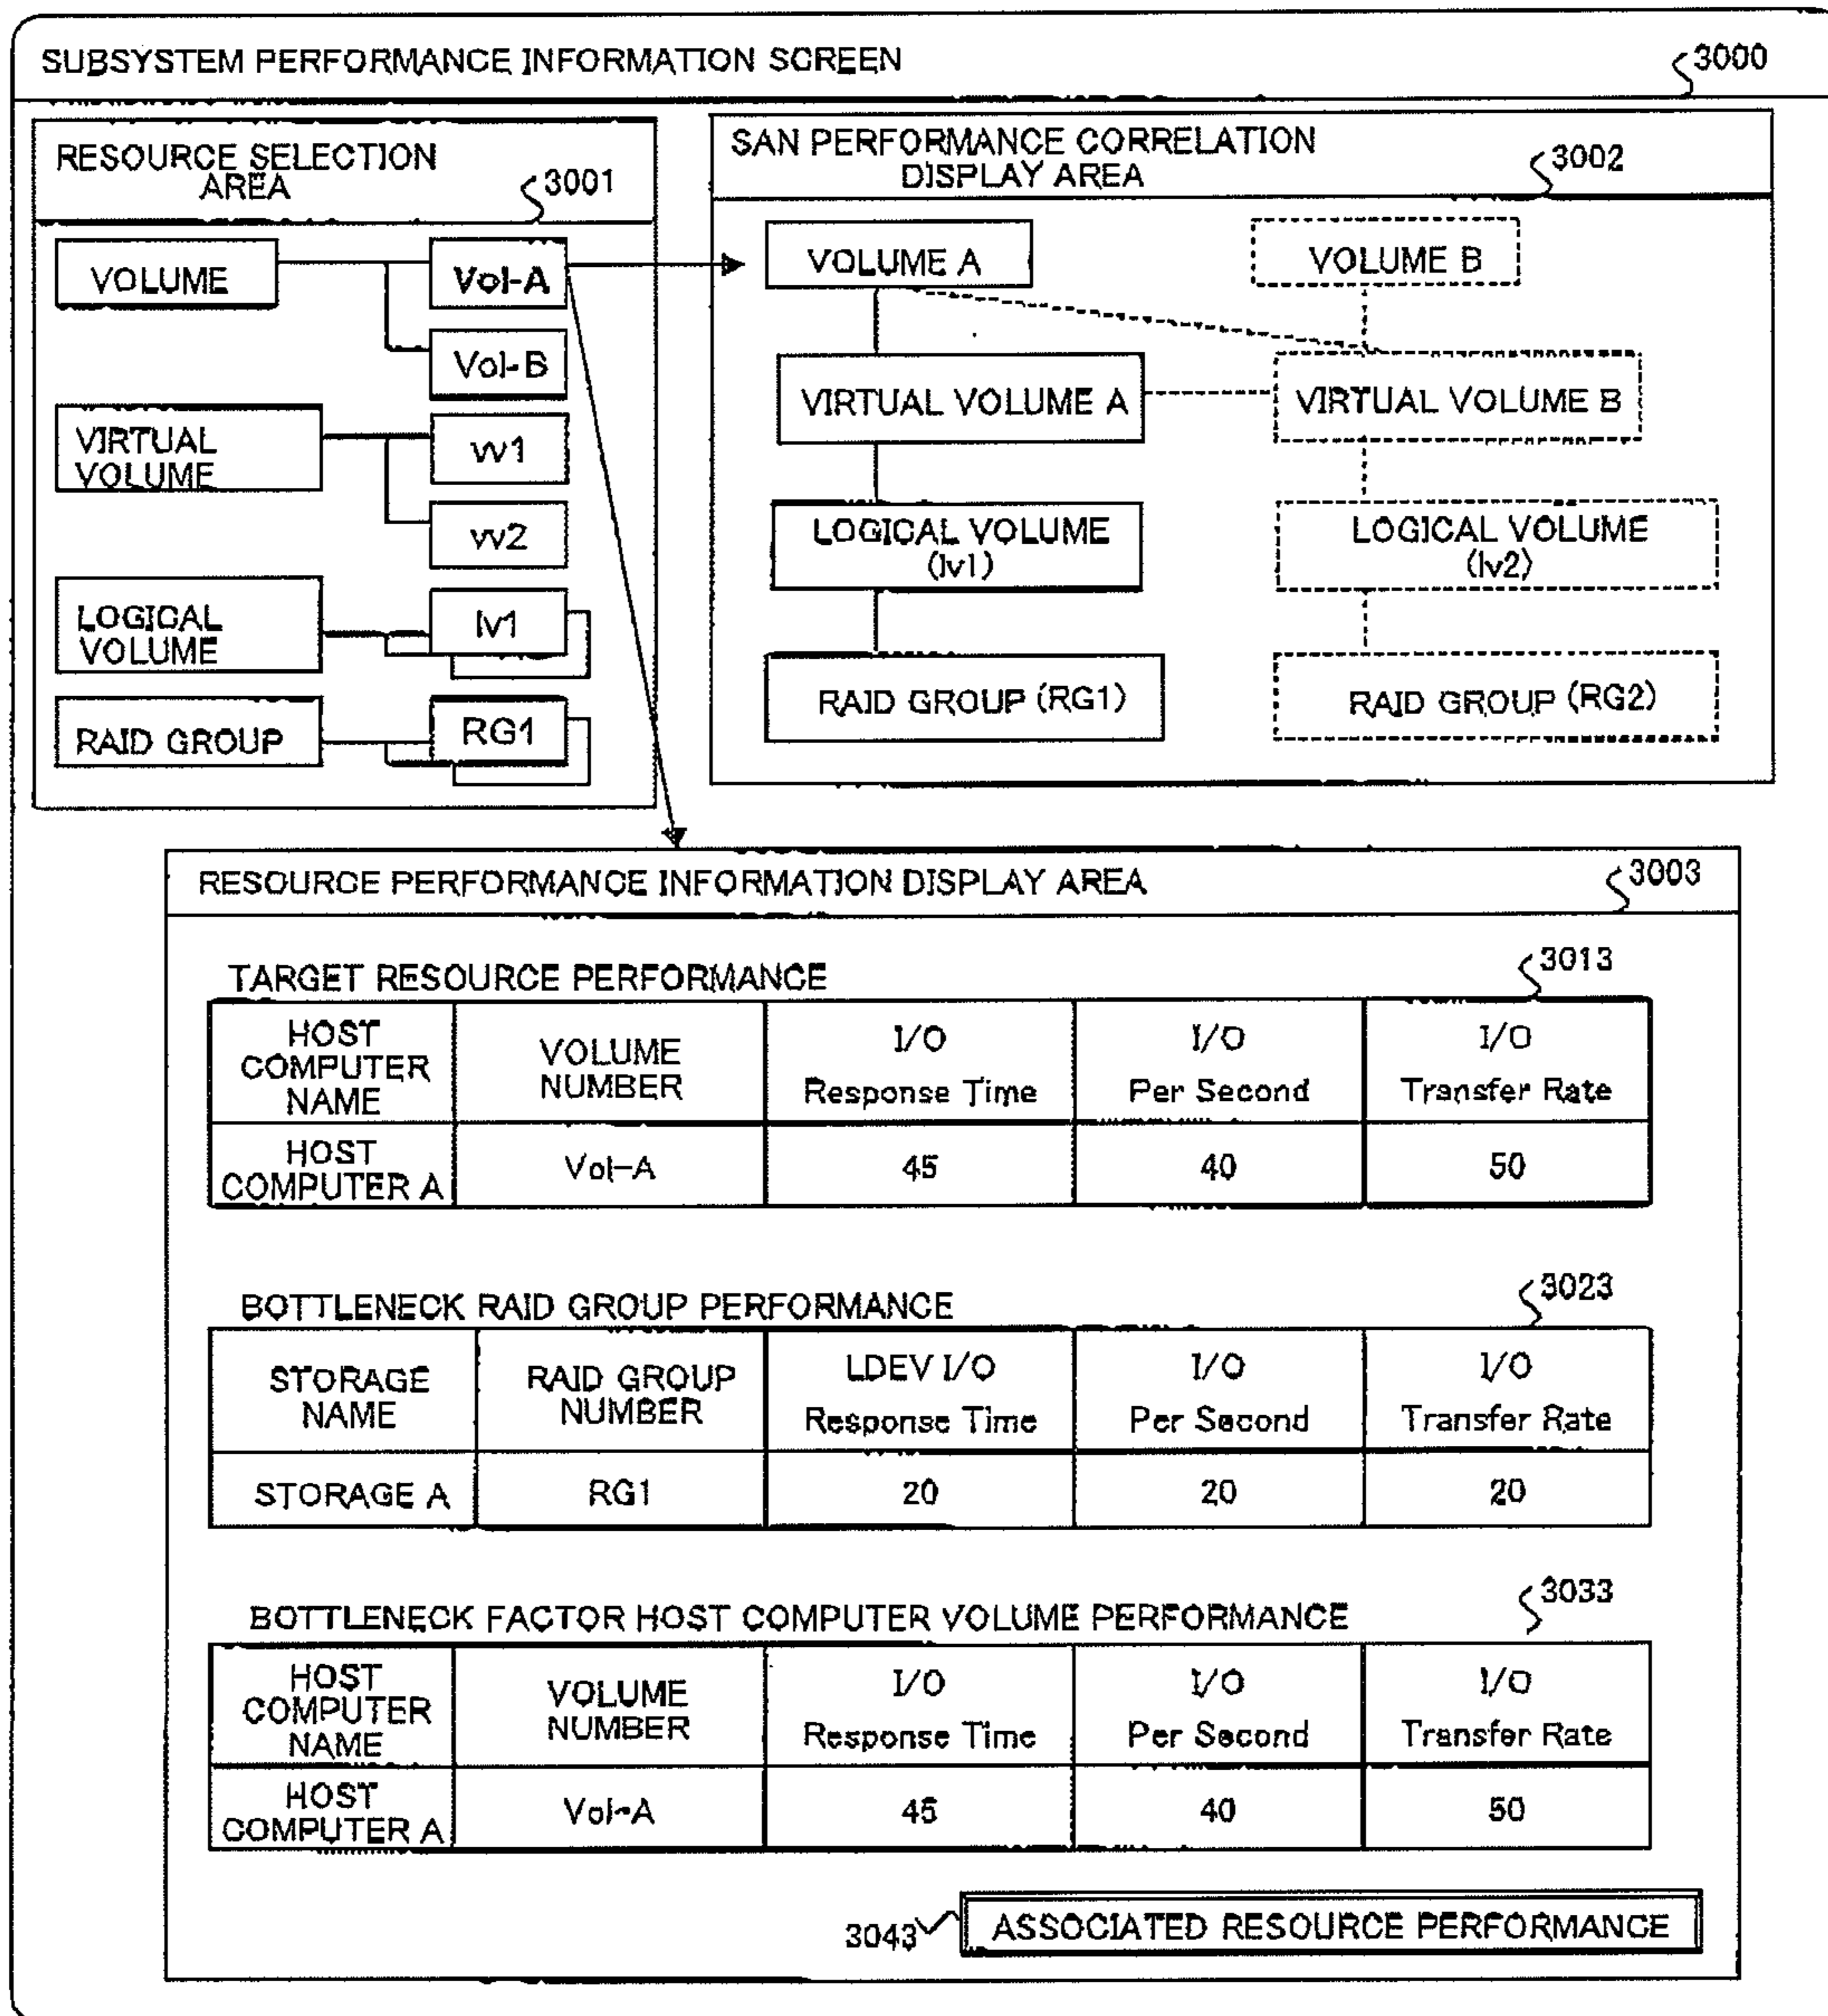 SUBSYSTEM PERFORMANCE INFORMATION SCREEN
3000
RESOURCE SELECTION
AREA
3001
VOLUME
Vol-A
Vol-B
VIRTUAL
VOLUME
vv1
vv2
LOGICAL
VOLUME
lv1
RAID GROUP
RG1
SAN PERFORMANCE CORRELATION
DISPLAY AREA
3002
VOLUME A
VOLUME B
VIRTUAL VOLUME A
VIRTUAL VOLUME B
LOGICAL VOLUME
(lv1)
LOGICAL VOLUME
(lv2)
RAID GROUP (RG1)
RAID GROUP (RG2)
RESOURCE PERFORMANCE INFORMATION DISPLAY AREA
3003
TARGET RESOURCE PERFORMANCE
3013
HOST
COMPUTER
NAME
VOLUME
NUMBER
I/O
Response Time
I/O
Per Second
I/O
Transfer Rate
HOST
COMPUTER A
Vol-A
45
40
50
BOTTLENECK RAID GROUP PERFORMANCE
3023
STORAGE
NAME
RAID GROUP
NUMBER
LDEV I/O
Response Time
I/O
Per Second
I/O
Transfer Rate
STORAGE A
RG1
20
20
20
BOTTLENECK FACTOR HOST COMPUTER VOLUME PERFORMANCE
3033
HOST
COMPUTER
NAME
VOLUME
NUMBER
I/O
Response Time
I/O
Per Second
I/O
Transfer Rate
HOST
COMPUTER A
Vol-A
45
40
50
3043
ASSOCIATED RESOURCE PERFORMANCE